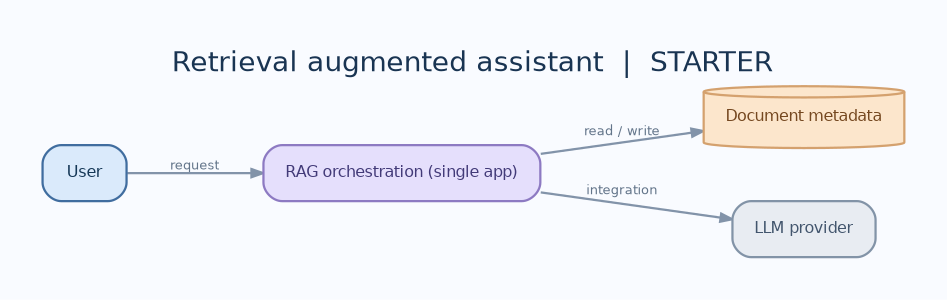 Retrieval augmented assistant | STARTER
Document metadata
read / write
User
request
RAG orchestration (single app)
integration
LLM provider